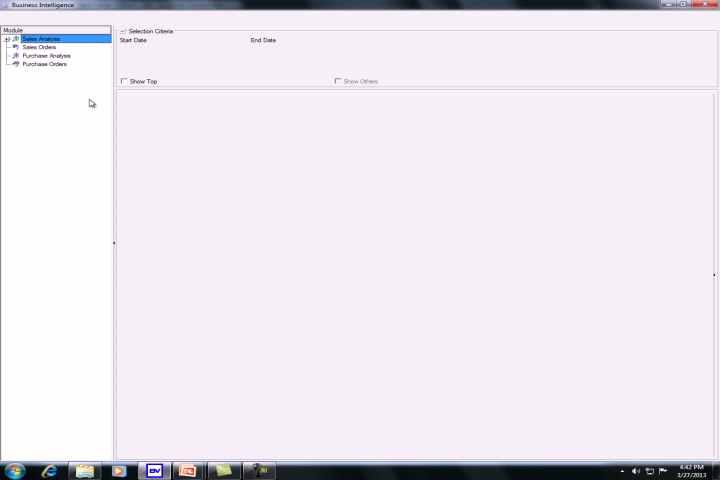 Business Intelligence
Module
Sales Analysis
Sales Orders
Purchase Analysis
Purchase Orders
Selection Criteria
Start Date
End Date
Show Top
Show Others
BV
4:42 PM
3/27/2013